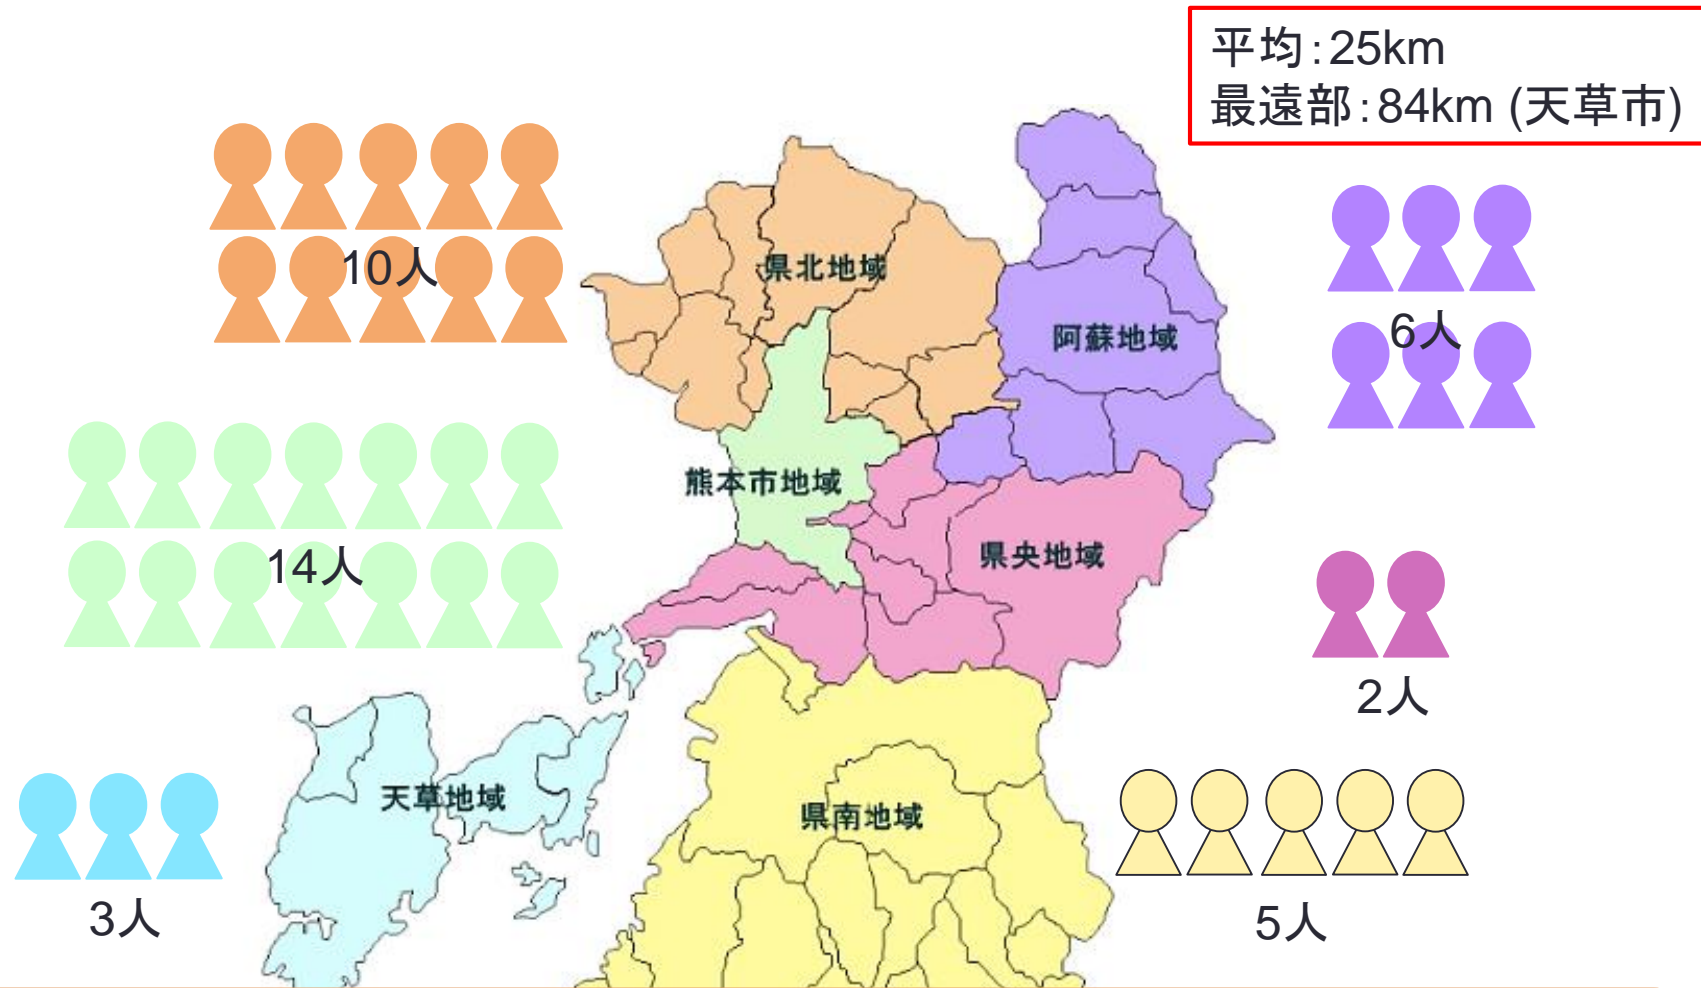 平均：25km
最遠部：84km (天草市)
10人
県北地域
阿蘇地域
6人
熊本市地域
14人
県央地域
2人
天草地域
県南地域
3人
5人